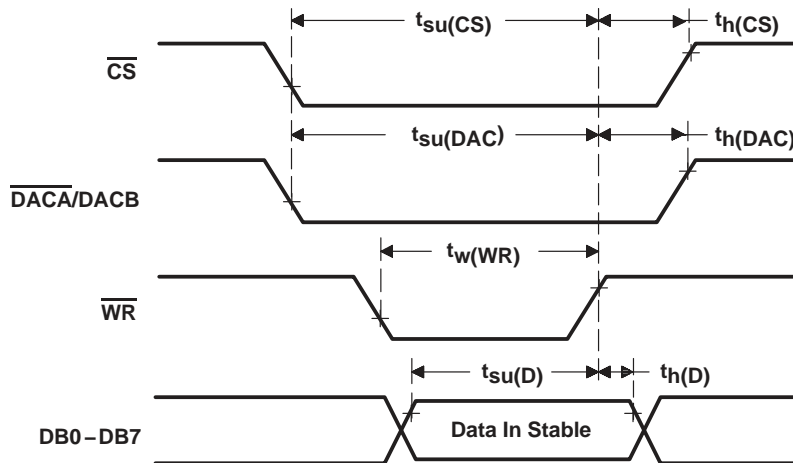 tsu(CS) th(CS)
CS
tsu(DAC) th(DAC)
DACA/DACB
tw(WR)
WR
tsu(D) th(D)
DB0–DB7 Data In Stable